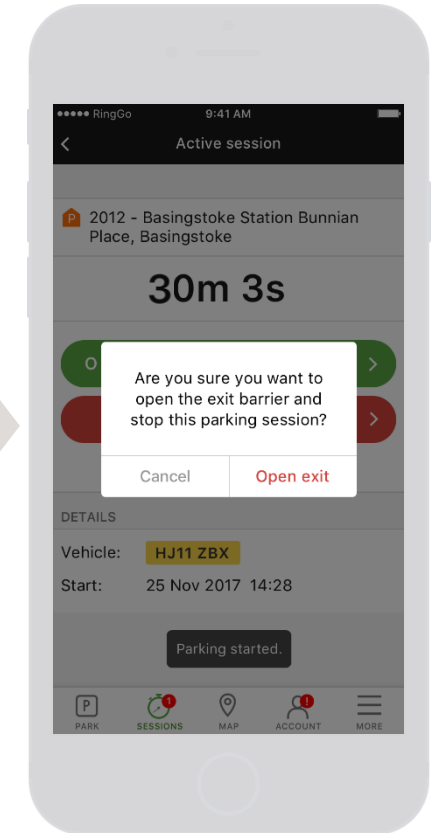 RingGo 9:41 AM
Active session
2012 - Basingstoke Station Bunnian
Place, Basingstoke
30m 3s
O
Are you sure you want to
open the exit barrier and
stop this parking session?
Cancel Open exit
DETAILS
Vehicle: HJ11 ZBX
Start: 25 Nov 2017 14:28
Parking started.
P
1
!
PARK SESSIONS MAP ACCOUNT MORE